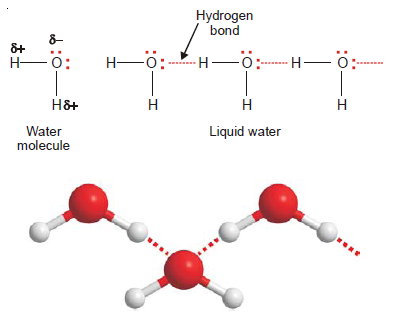 .
Hydrogen
bond
δ+ δ–
H O H O H O H O
Hδ+ H H H
Water
molecule
Liquid water